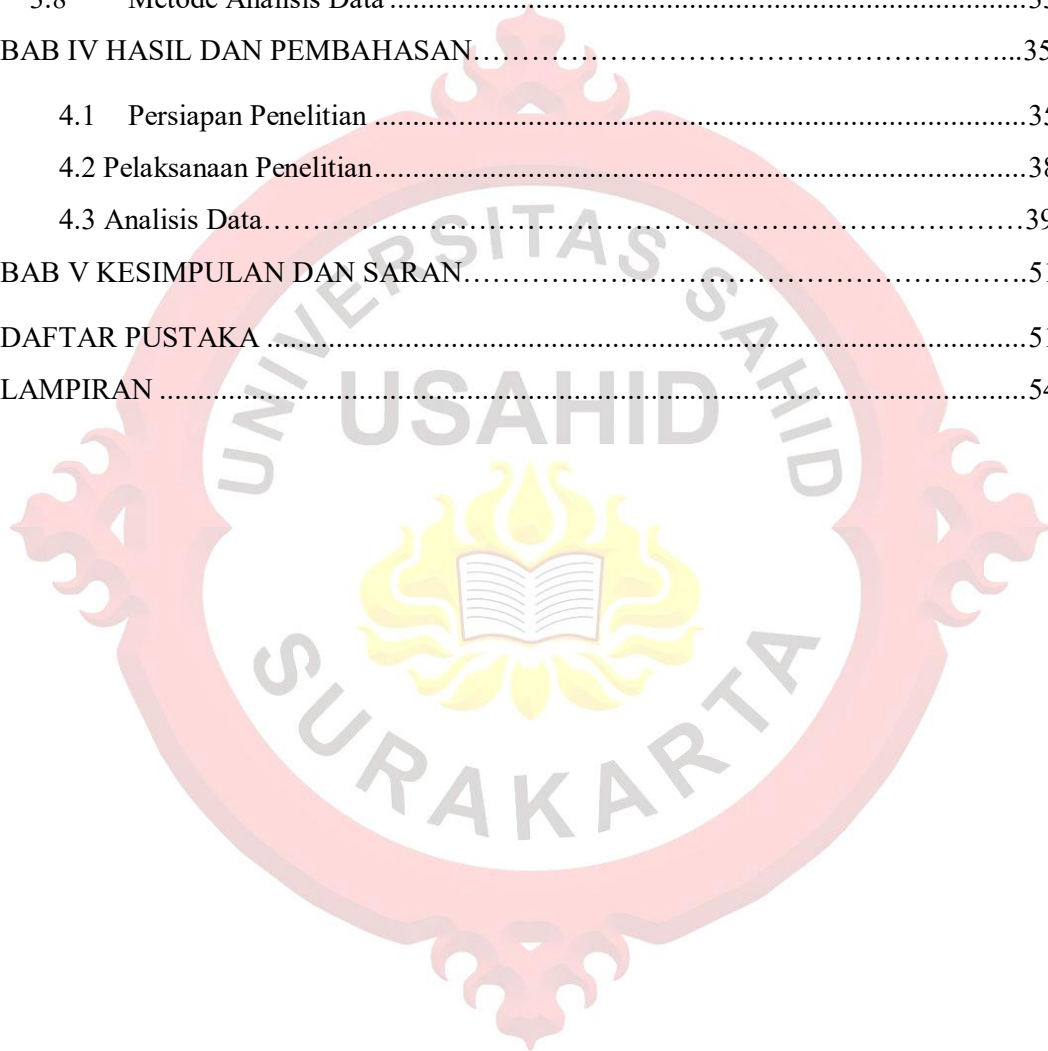 3.8 Metode Analisis Data ........................................................................................
BAB IV HASIL DAN PEMBAHASAN…………………………………………………...35
4.1 Persiapan Penelitian ........................................................................................35
4.2 Pelaksanaan Penelitian........................................................................................38
4.3 Analisis Data……………………………………………………………………….39
BAB V KESIMPULAN DAN SARAN………………………………………………….51
DAFTAR PUSTAKA ........................................................................................51
LAMPIRAN ........................................................................................54
UNIVERSITAS SAHID
USAHID
SURAKARTA